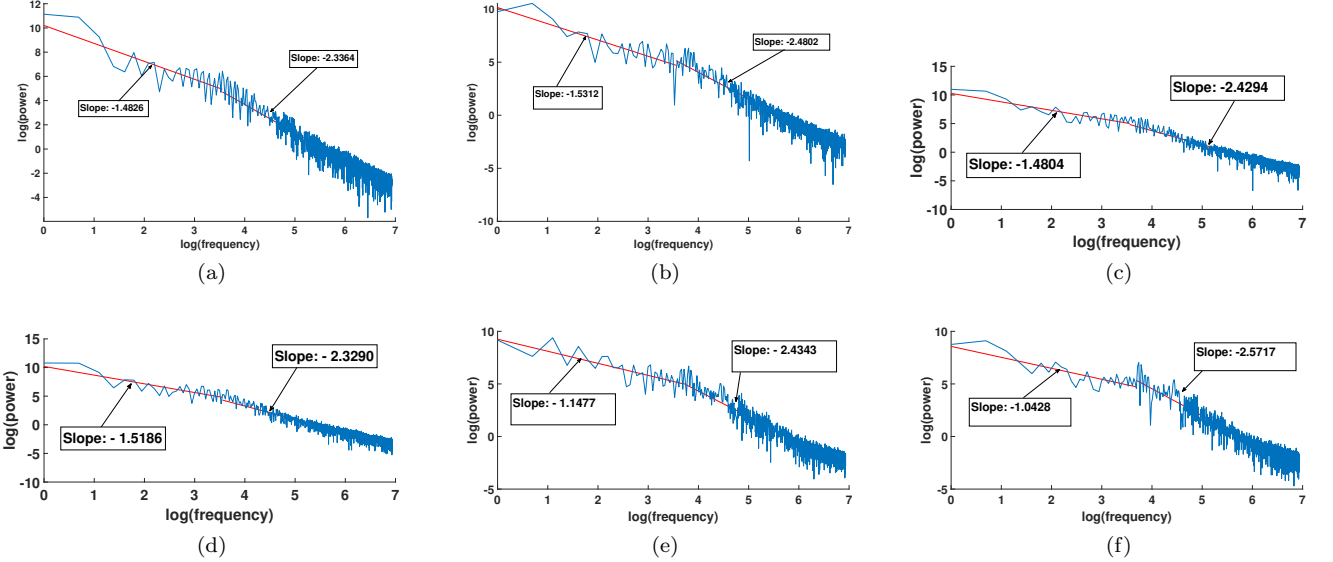 12
10
8
6
4
2
0
-2
-4
log(power)
Slope: -2.3364
Slope: -1.4826
0 1 2 3 4 5 6 7
log(frequency)
(a)
10
5
0
-5
-10
log(power)
Slope: -2.4802
Slope: -1.5312
0 1 2 3 4 5 6 7
log(frequency)
(b)
15
10
5
0
-5
-10
log(power)
Slope: -2.4294
Slope: -1.4804
0 1 2 3 4 5 6 7
log(frequency)
(c)
15
10
5
0
-5
-10
log(power)
Slope: - 2.3290
Slope: - 1.5186
0 1 2 3 4 5 6 7
log(frequency)
(d)
10
5
0
-5
log(power)
Slope: - 2.4343
Slope: - 1.1477
0 1 2 3 4 5 6 7
log(frequency)
(e)
10
5
0
-5
log(power)
Slope: -2.5717
Slope: -1.0428
0 1 2 3 4 5 6 7
log(frequency)
(f)